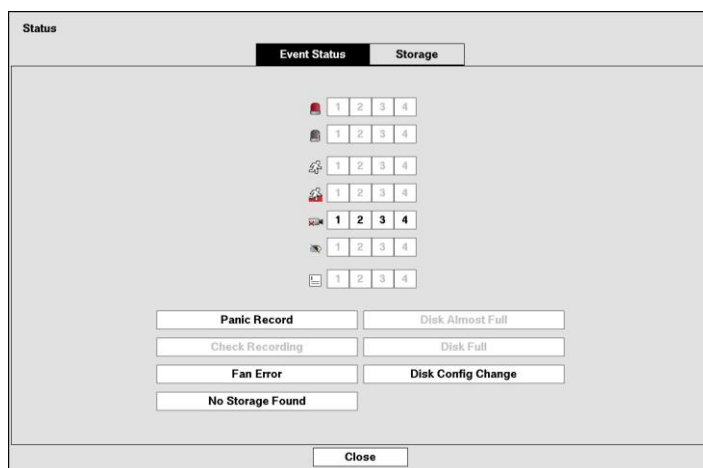 Status
Event Status Storage
1 2 3 4
1 2 3 4
1 2 3 4
1 2 3 4
1 2 3 4
1 2 3 4
1 2 3 4
Panic Record Disk Almost Full
Check Recording Disk Full
Fan Error Disk Config Change
No Storage Found
Close